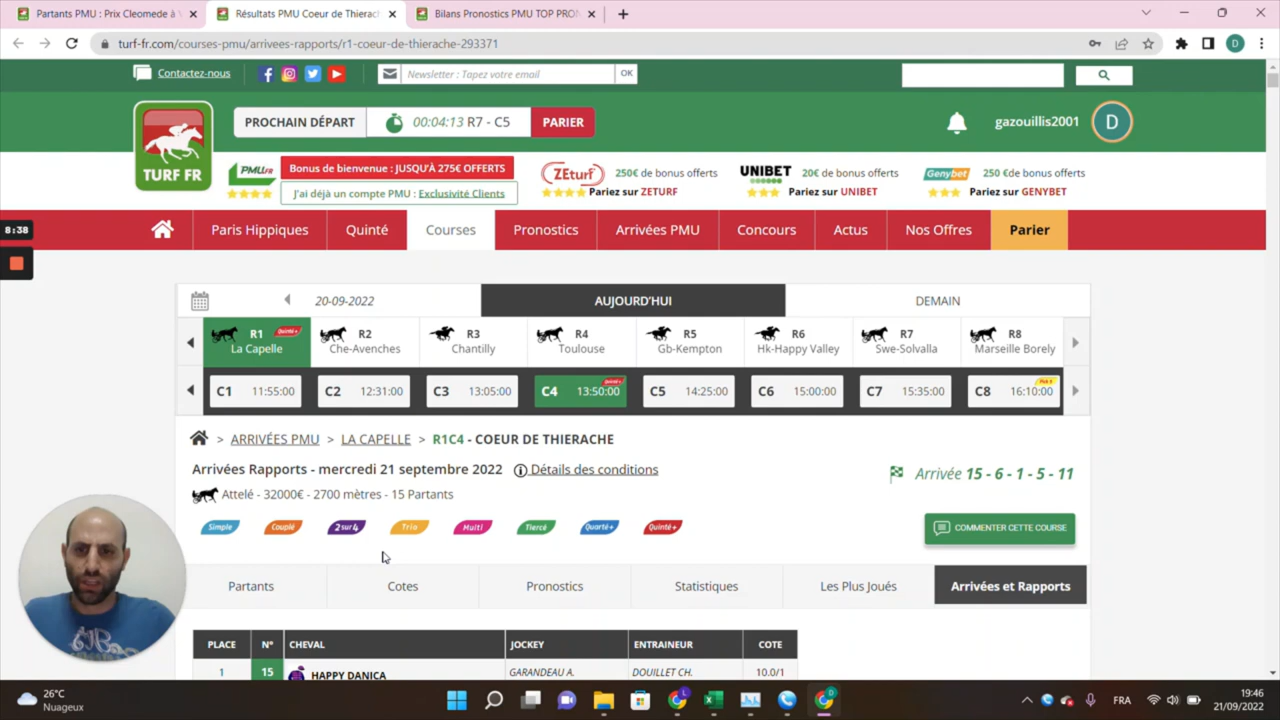 Partants PMU : Prix Cleomede à V
Résultats PMU Coeur de Thierach
Bilans Pronostics PMU TOP PRON
turf-fr.com/courses-pmu/arrivees-rapports/r1-coeur-de-thierache-293371
D
Contactez-nous
Newsletter : Tapez votre email
OK
TURF FR
PROCHAIN DÉPART
00:04:13 R7 - C5
PARIER
gazouillis2001
D
PMU.FR
Bonus de bienvenue : JUSQU'À 275€ OFFERTS
J'ai déjà un compte PMU : Exclusivité Clients
ZEturf
250€ de bonus offerts
Pariez sur ZETURF
UNIBET
20€ de bonus offerts
Pariez sur UNIBET
Genybet
250 €de bonus offerts
Pariez sur GENYBET
8:38
Paris Hippiques
Quinté
Courses
Pronostics
Arrivées PMU
Concours
Actus
Nos Offres
Parier
20-09-2022
AUJOURD'HUI
DEMAIN
R1 Quinté+
La Capelle
R2
Che-Avenches
R3
Chantilly
R4
Toulouse
R5
Gb-Kempton
R6
Hk-Happy Valley
R7
Swe-Solvalla
R8
Marseille Borely
C1 11:55:00
C2 12:31:00
C3 13:05:00
C4 13:50:00 Quinté+
C5 14:25:00
C6 15:00:00
C7 15:35:00
C8 16:10:00 Pick 5
> ARRIVÉES PMU > LA CAPELLE > R1C4 - COEUR DE THIERACHE
Arrivées Rapports - mercredi 21 septembre 2022
Détails des conditions
Arrivée 15 - 6 - 1 - 5 - 11
Attelé - 32000€ - 2700 mètres - 15 Partants
Simple
Couplé
2sur4
Trio
Multi
Tiercé
Quarté+
Quinté+
COMMENTER CETTE COURSE
Partants
Cotes
Pronostics
Statistiques
Les Plus Joués
Arrivées et Rapports
PLACE N° CHEVAL JOCKEY ENTRAINEUR COTE
1 15 HAPPY DANICA GARANDEAU A. DOUILLET CH. 10.0/1
26°C
Nuageux
FRA
19:46
21/09/2022